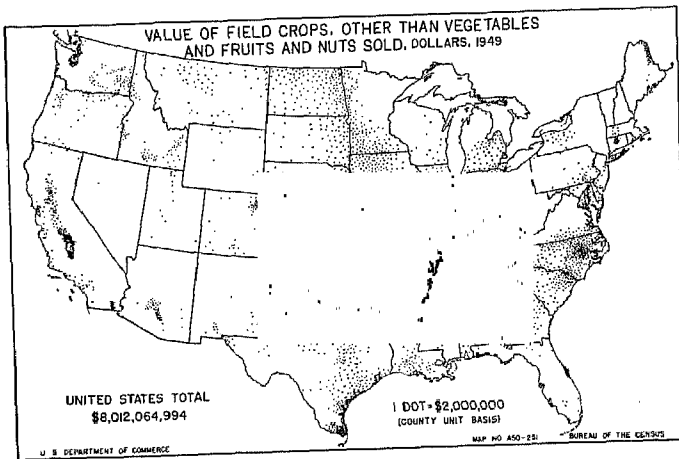 VALUE OF FIELD CROPS, OTHER THAN VEGETABLES
AND FRUITS AND NUTS SOLD, DOLLARS, 1949
UNITED STATES TOTAL
$8,012,064,994
1 DOT=$2,000,000
(COUNTY UNIT BASIS)
U S DEPARTMENT OF COMMERCE
MAP NO A50-251
BUREAU OF THE CENSUS